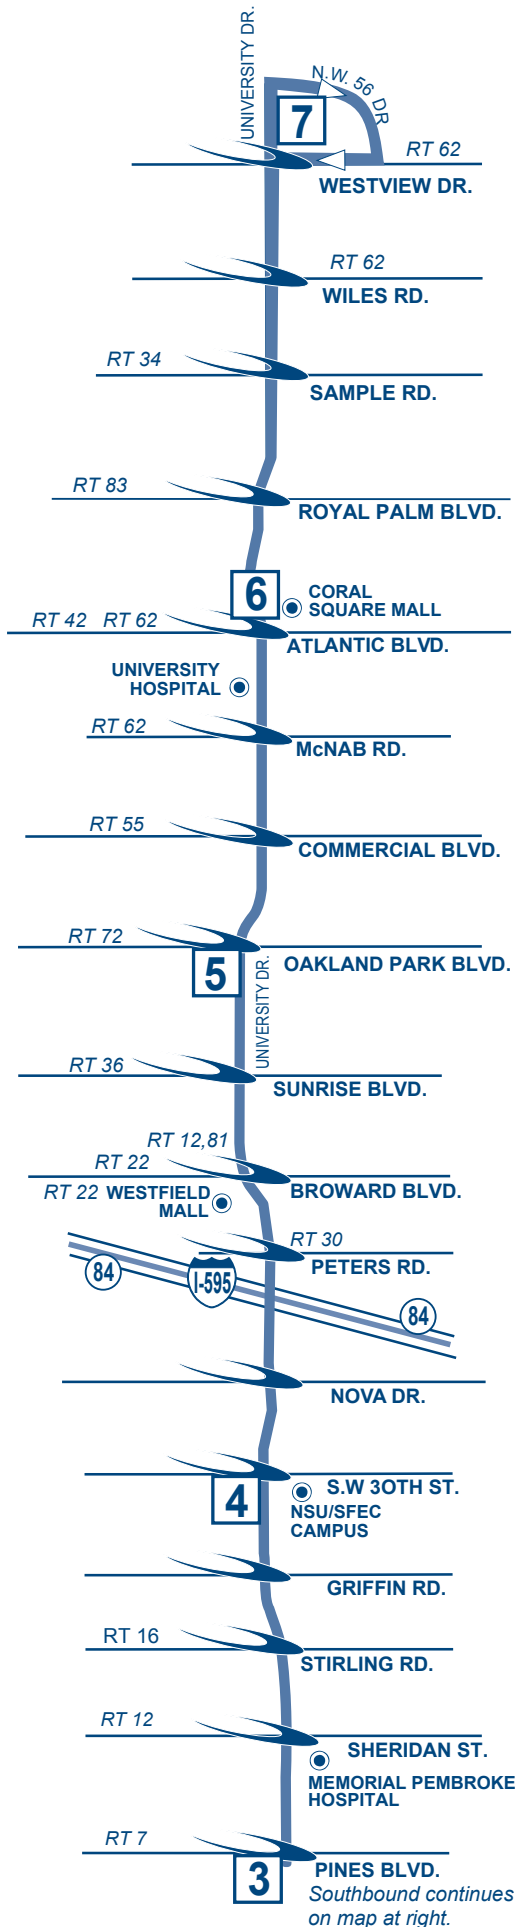 UNIVERSITY DR.
N.W. 56 DR
7
RT 62
WESTVIEW DR.
RT 62
WILES RD.
RT 34
SAMPLE RD.
RT 83
ROYAL PALM BLVD.
6
CORAL
SQUARE MALL
RT 42 RT 62
ATLANTIC BLVD.
UNIVERSITY
HOSPITAL
RT 62
McNAB RD.
RT 55
COMMERCIAL BLVD.
RT 72
5
OAKLAND PARK BLVD.
UNIVERSITY DR.
RT 36
SUNRISE BLVD.
RT 12,81
RT 22
BROWARD BLVD.
RT 22 WESTFIELD
MALL
RT 30
PETERS RD.
84
I-595
84
NOVA DR.
4
S.W 3OTH ST.
NSU/SFEC
CAMPUS
GRIFFIN RD.
RT 16
STIRLING RD.
RT 12
SHERIDAN ST.
MEMORIAL PEMBROKE
HOSPITAL
RT 7
3
PINES BLVD.
Southbound continues
on map at right.